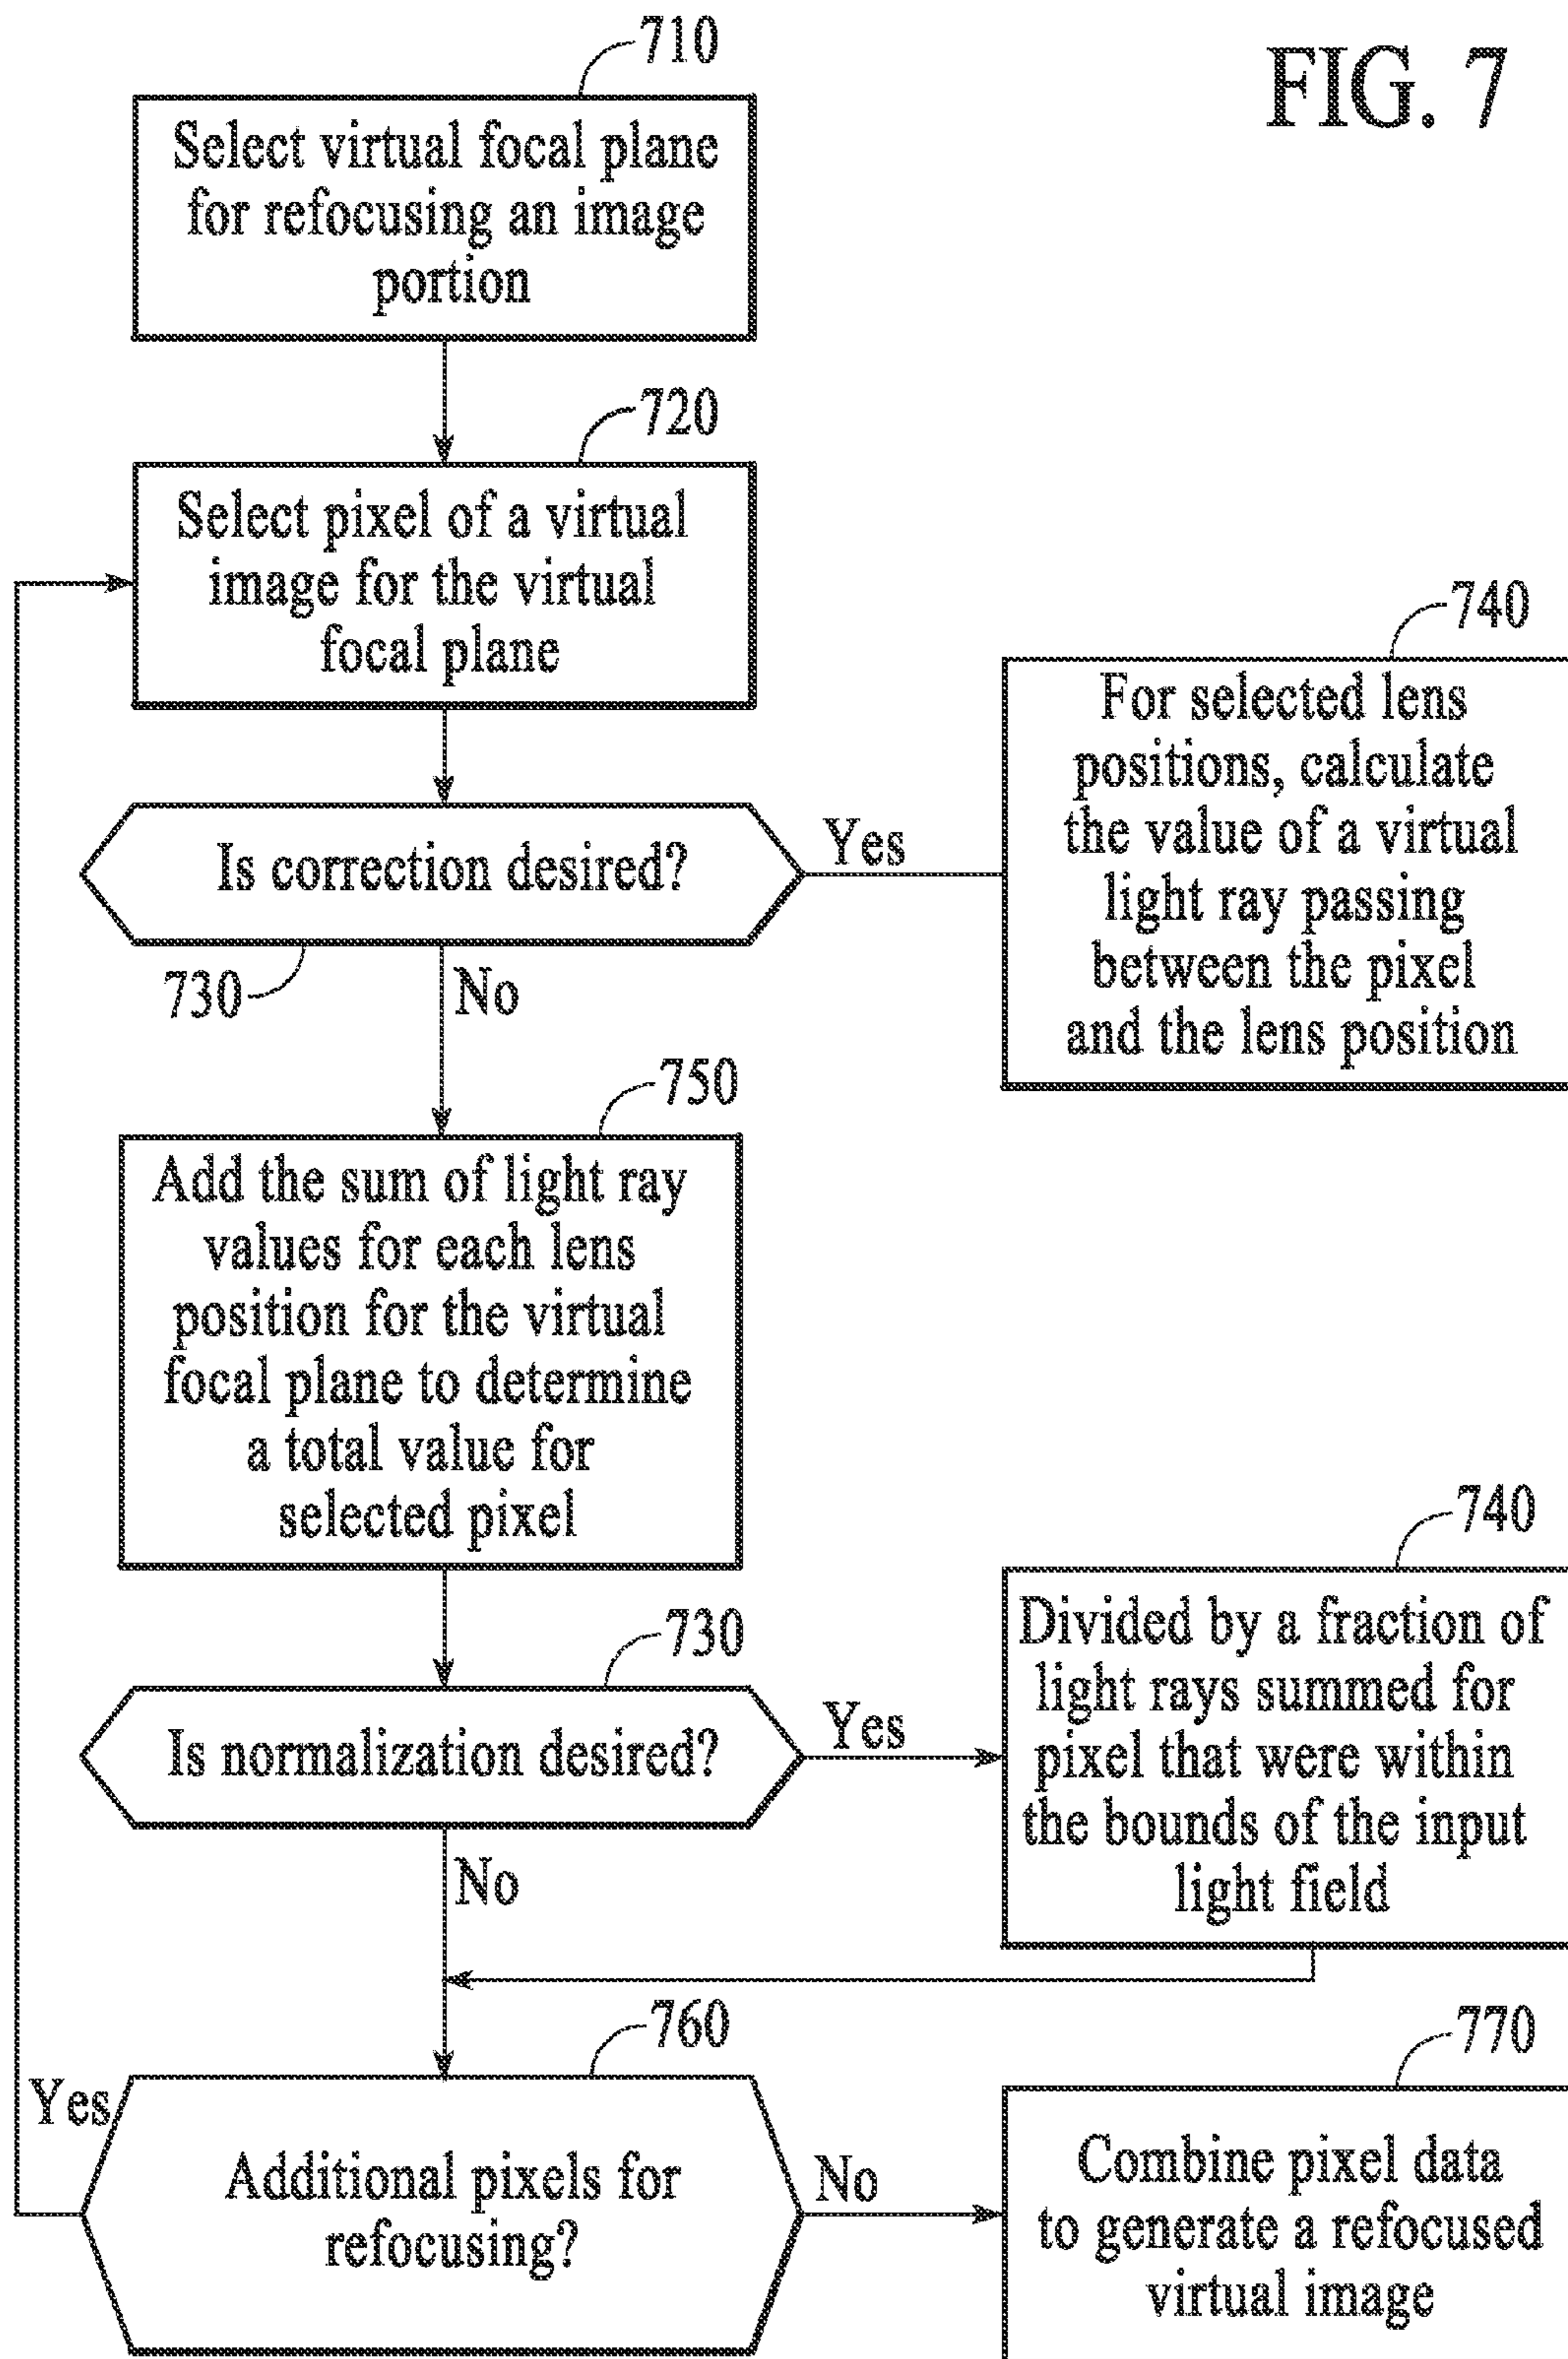 FIG. 7
710
Select virtual focal plane
for refocusing an image
portion
720
Select pixel of a virtual
image for the virtual
focal plane
Is correction desired?
730
Yes
No
740
For selected lens
positions, calculate
the value of a virtual
light ray passing
between the pixel
and the lens position
750
Add the sum of light ray
values for each lens
position for the virtual
focal plane to determine
a total value for
selected pixel
730
Is normalization desired?
Yes
No
740
Divided by a fraction of
light rays summed for
pixel that were within
the bounds of the input
light field
760
Yes
Additional pixels for
refocusing?
No
770
Combine pixel data
to generate a refocused
virtual image